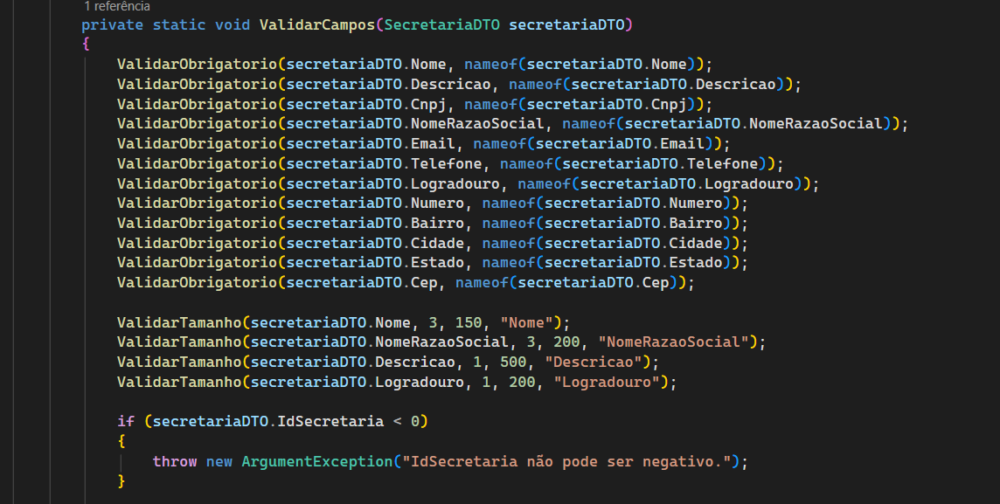 1 referência
private static void ValidarCampos(SecretariaDTO secretariaDTO)
{
ValidarObrigatorio(secretariaDTO.Nome, nameof(secretariaDTO.Nome));
ValidarObrigatorio(secretariaDTO.Descricao, nameof(secretariaDTO.Descricao));
ValidarObrigatorio(secretariaDTO.Cnpj, nameof(secretariaDTO.Cnpj));
ValidarObrigatorio(secretariaDTO.NomeRazaoSocial, nameof(secretariaDTO.NomeRazaoSocial));
ValidarObrigatorio(secretariaDTO.Email, nameof(secretariaDTO.Email));
ValidarObrigatorio(secretariaDTO.Telefone, nameof(secretariaDTO.Telefone));
ValidarObrigatorio(secretariaDTO.Logradouro, nameof(secretariaDTO.Logradouro));
ValidarObrigatorio(secretariaDTO.Numero, nameof(secretariaDTO.Numero));
ValidarObrigatorio(secretariaDTO.Bairro, nameof(secretariaDTO.Bairro));
ValidarObrigatorio(secretariaDTO.Cidade, nameof(secretariaDTO.Cidade));
ValidarObrigatorio(secretariaDTO.Estado, nameof(secretariaDTO.Estado));
ValidarObrigatorio(secretariaDTO.Cep, nameof(secretariaDTO.Cep));
ValidarTamanho(secretariaDTO.Nome, 3, 150, "Nome");
ValidarTamanho(secretariaDTO.NomeRazaoSocial, 3, 200, "NomeRazaoSocial");
ValidarTamanho(secretariaDTO.Descricao, 1, 500, "Descricao");
ValidarTamanho(secretariaDTO.Logradouro, 1, 200, "Logradouro");
if (secretariaDTO.IdSecretaria < 0)
{
throw new ArgumentException("IdSecretaria não pode ser negativo.");
}